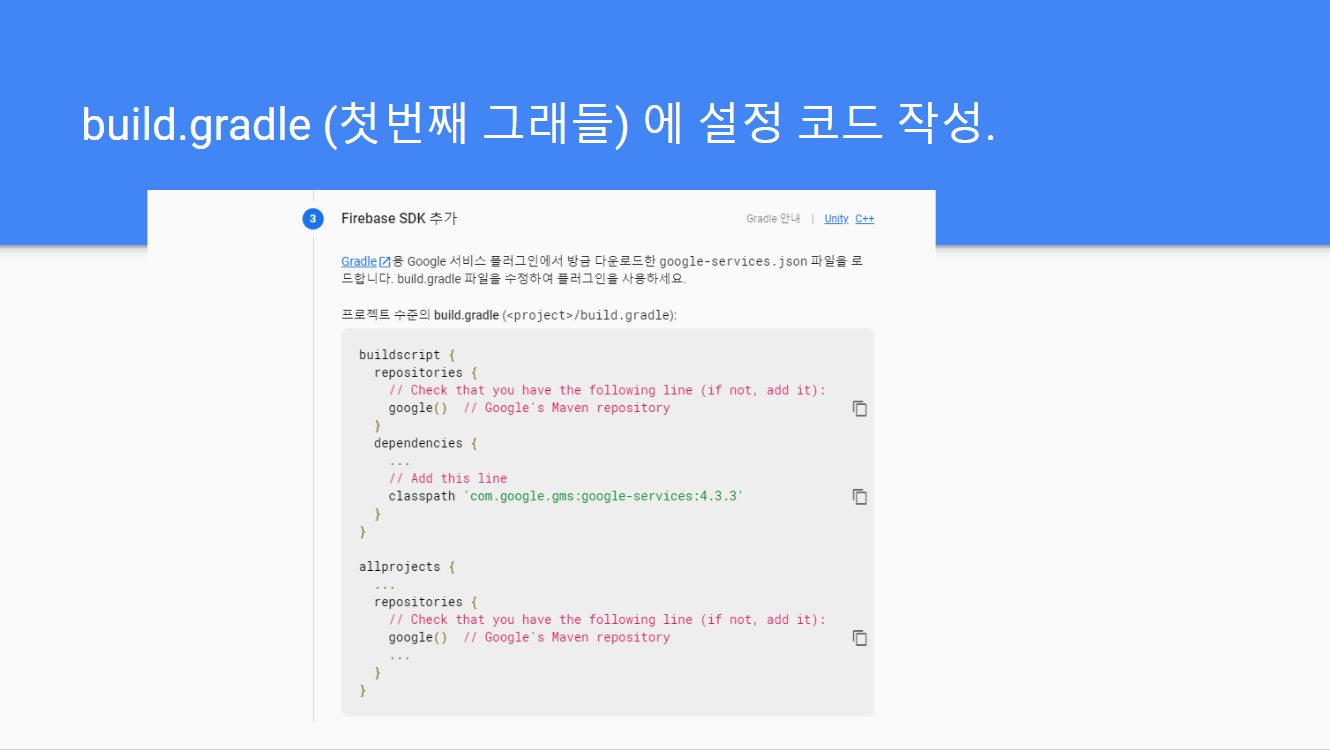 build.gradle (첫번째 그래들) 에 설정 코드 작성.
3 Firebase SDK 추가 Gradle 안내 | Unity C++
Gradle용 Google 서비스 플러그인에서 방금 다운로드한 google-services.json 파일을 로
드합니다. build.gradle 파일을 수정하여 플러그인을 사용하세요.
프로젝트 수준의 build.gradle (<project>/build.gradle):
buildscript {
repositories {
// Check that you have the following line (if not, add it):
google() // Google's Maven repository
}
dependencies {
...
// Add this line
classpath 'com.google.gms:google-services:4.3.3'
}
}
allprojects {
...
repositories {
// Check that you have the following line (if not, add it):
google() // Google's Maven repository
...
}
}